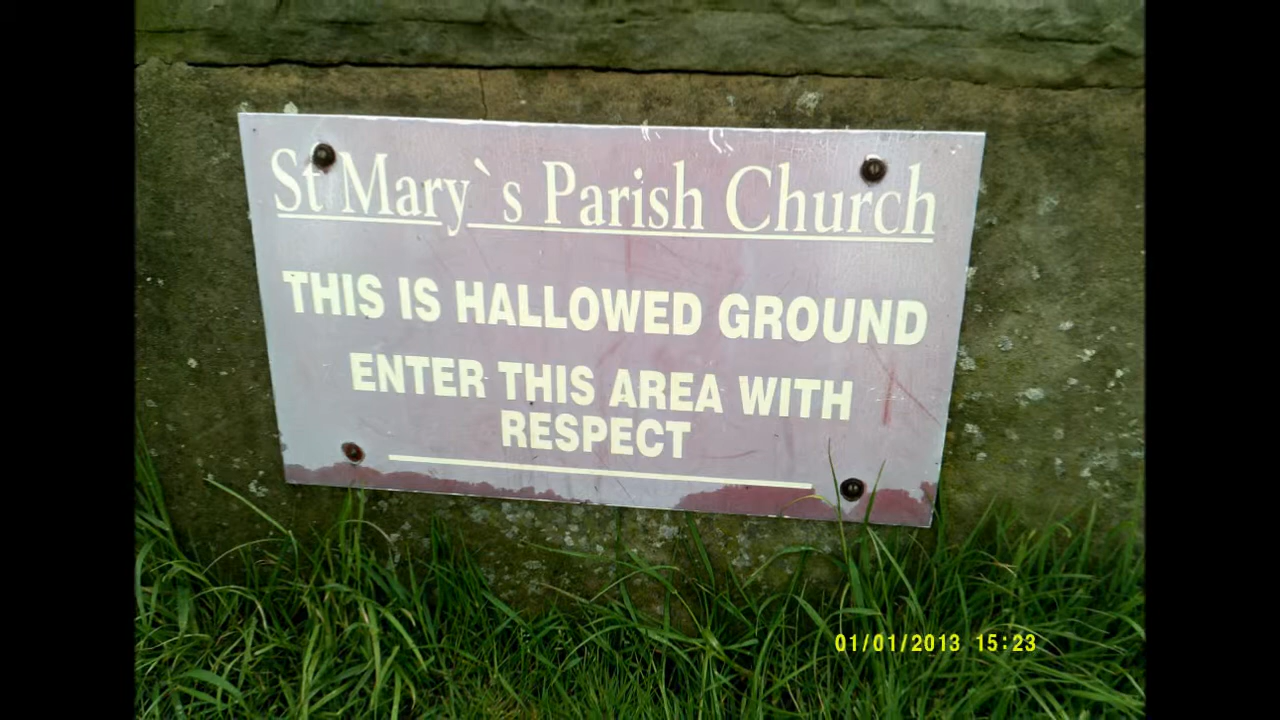 St Mary`s Parish Church
THIS IS HALLOWED GROUND
ENTER THIS AREA WITH
RESPECT
01/01/2013 15:23